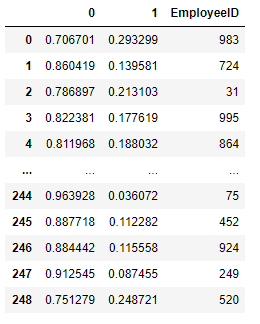 0 1 EmployeeID
0 0.706701 0.293299 983
1 0.860419 0.139581 724
2 0.786897 0.213103 31
3 0.822381 0.177619 995
4 0.811968 0.188032 864
... ... ... ...
244 0.963928 0.036072 75
245 0.887718 0.112282 452
246 0.884442 0.115558 924
247 0.912545 0.087455 249
248 0.751279 0.248721 520